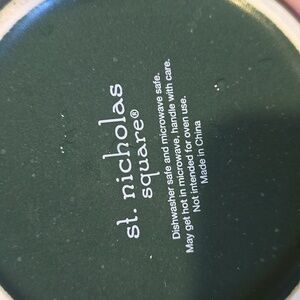 st. nicholas
square®
Dishwasher safe and microwave safe.
May get hot in microwave, handle with care.
Not intended for oven use.
Made in China